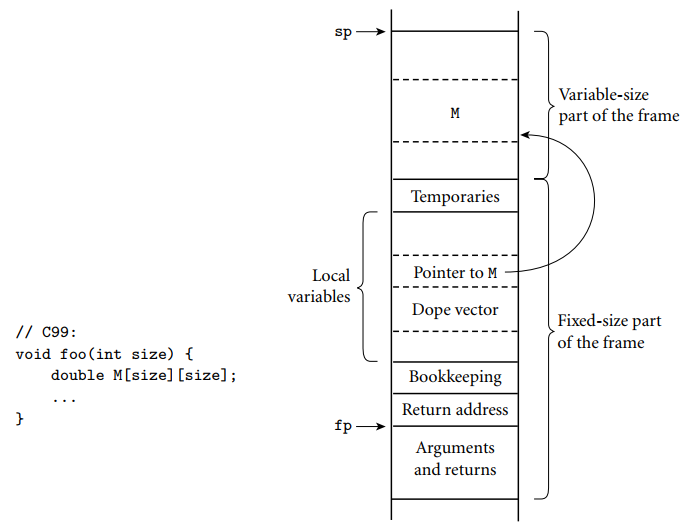 sp
M
Variable-size
part of the frame
Temporaries
Local
variables
Pointer to M
Dope vector
Fixed-size part
of the frame
// C99:
void foo(int size) {
    double M[size][size];
    ...
}
Bookkeeping
Return address
fp
Arguments
and returns